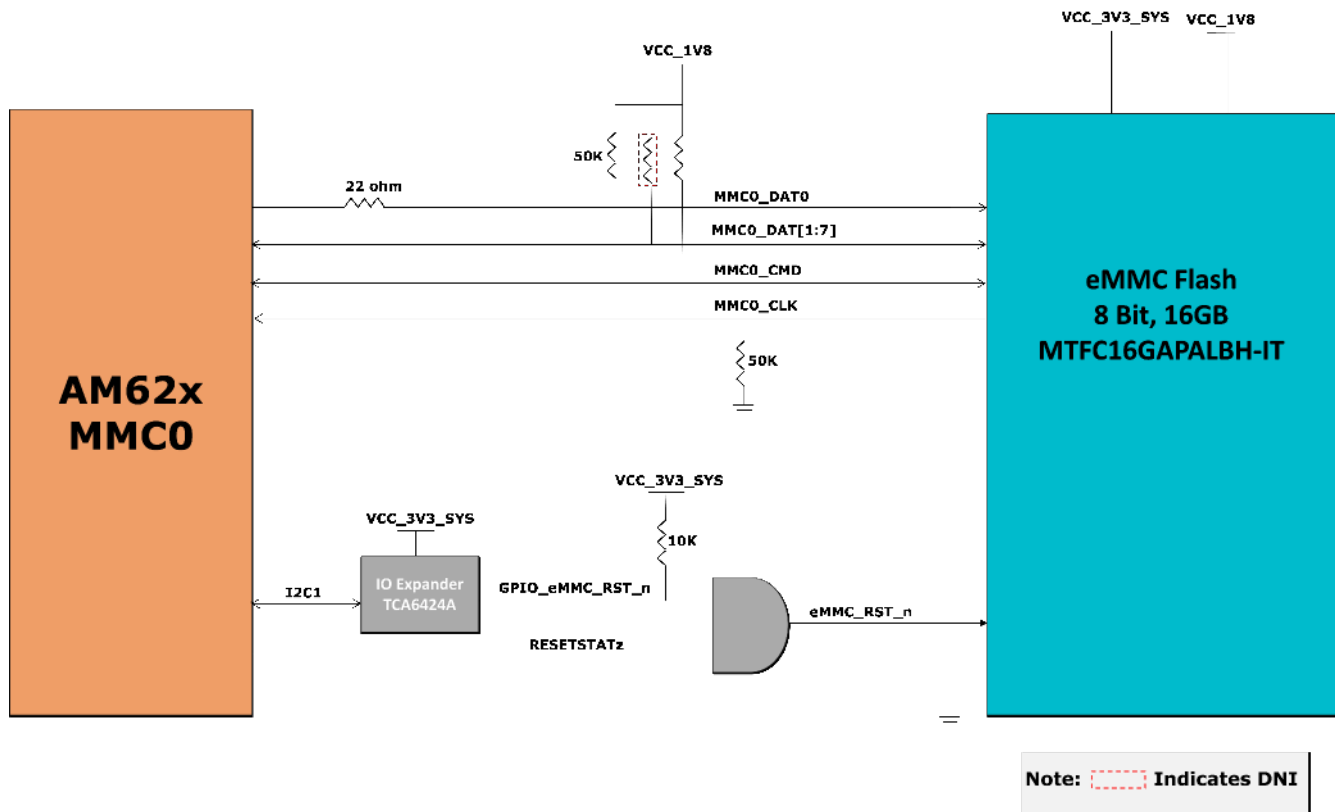 VCC_3V3_SYS
VCC_1V8
VCC_1V8
50K
22 ohm
MMC0_DAT0
MMC0_DAT[1:7]
MMC0_CMD
MMC0_CLK
50K
AM62x
MMC0
eMMC Flash
8 Bit, 16GB
MTFC16GAPALBH-IT
VCC_3V3_SYS
10K
VCC_3V3_SYS
IO Expander
TCA6424A
I2C1
GPIO_eMMC_RST_n
RESETSTATz
eMMC_RST_n
Note: Indicates DNI